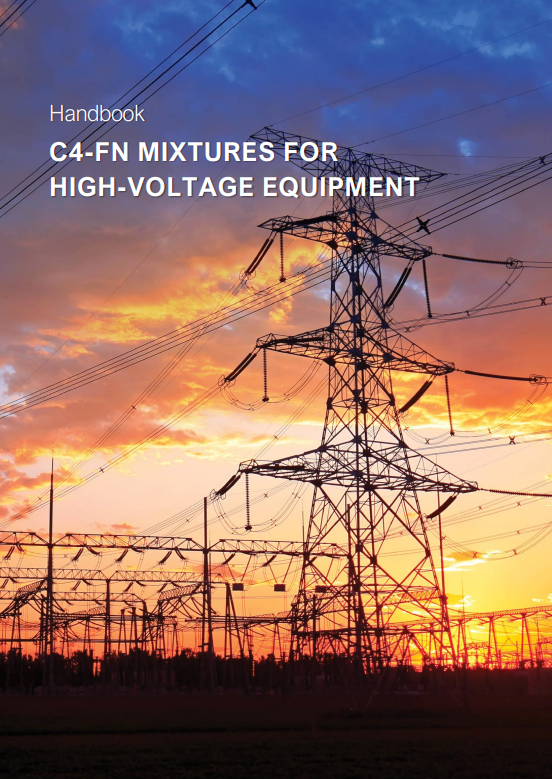 Handbook
C4-FN MIXTURES FOR
HIGH-VOLTAGE EQUIPMENT